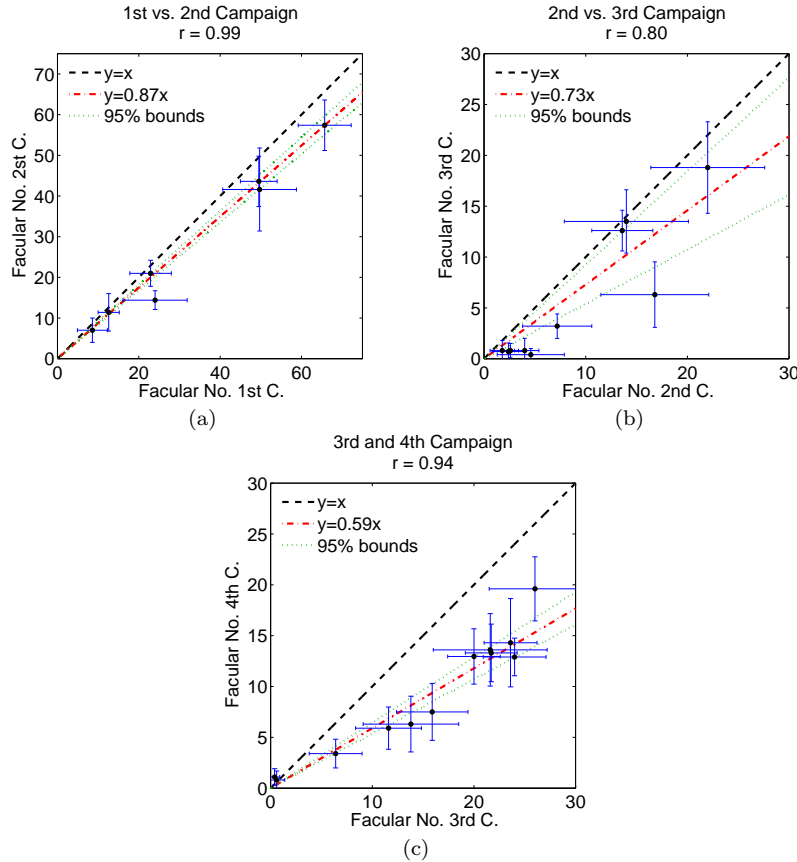 1st vs. 2nd Campaign
r = 0.99
70
60
50
40
30
20
10
0
0
20
40
60
Facular No. 2st C.
Facular No. 1st C.
y=x
y=0.87x
95% bounds
(a)
2nd vs. 3rd Campaign
r = 0.80
30
25
20
15
10
5
0
0
10
20
30
Facular No. 3rd C.
Facular No. 2nd C.
y=x
y=0.73x
95% bounds
(b)
3rd and 4th Campaign
r = 0.94
30
25
20
15
10
5
0
0
10
20
30
Facular No. 4th C.
Facular No. 3rd C.
y=x
y=0.59x
95% bounds
(c)